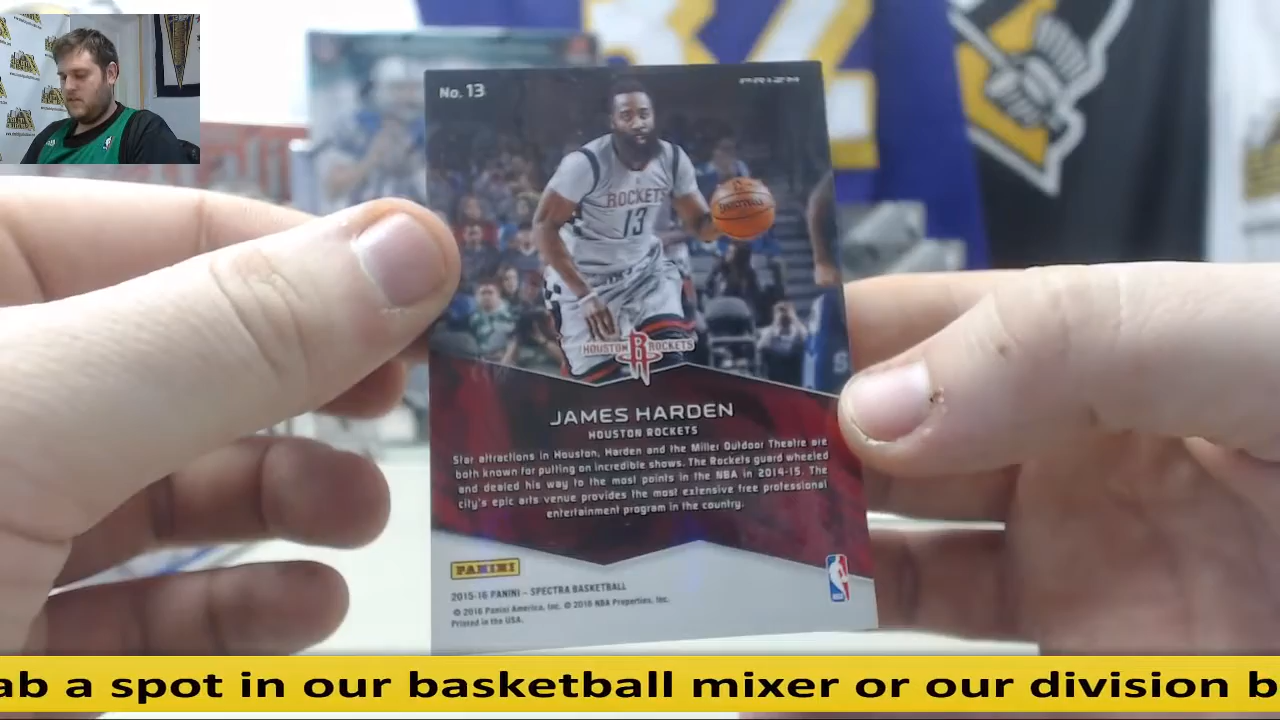 No. 13
PRIZM
ROCKETS
13
HOUSTON ROCKETS
JAMES HARDEN
HOUSTON ROCKETS
Star attractions in Houston, Harden and the Miller Outdoor Theatre are
both known for putting on incredible shows. The Rockets guard wheeled
and dealed his way to the most points in the NBA in 2014-15. The
city's epic arts venue provides the most extensive free professional
entertainment program in the country.
PANINI
2015-16 PANINI - SPECTRA BASKETBALL
© 2016 Panini America, Inc. © 2016 NBA Properties, Inc.
Printed in the USA.
ab a spot in our basketball mixer or our division b